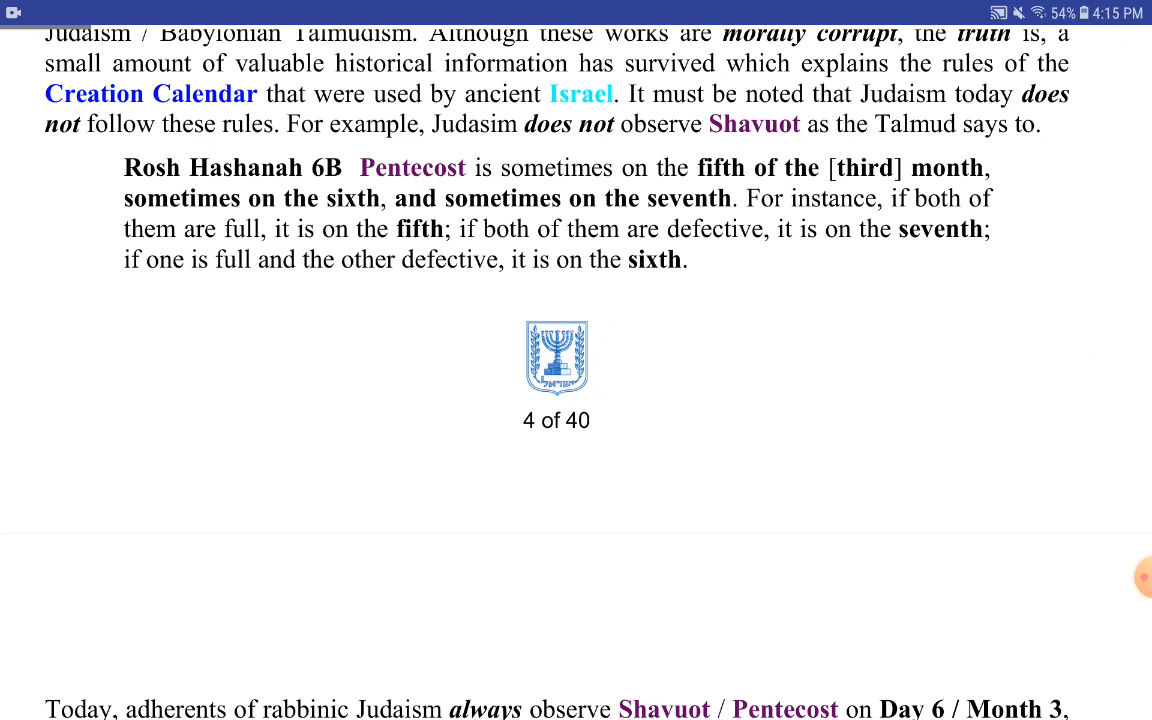 54% 4:15 PM
Judaism / Babylonian Talmudism. Although these works are morally corrupt, the truth is, a
small amount of valuable historical information has survived which explains the rules of the
Creation Calendar that were used by ancient Israel. It must be noted that Judaism today does
not follow these rules. For example, Judasim does not observe Shavuot as the Talmud says to.
Rosh Hashanah 6B Pentecost is sometimes on the fifth of the [third] month,
sometimes on the sixth, and sometimes on the seventh. For instance, if both of
them are full, it is on the fifth; if both of them are defective, it is on the seventh;
if one is full and the other defective, it is on the sixth.
ישראל
4 of 40
Today, adherents of rabbinic Judaism always observe Shavuot / Pentecost on Day 6 / Month 3,